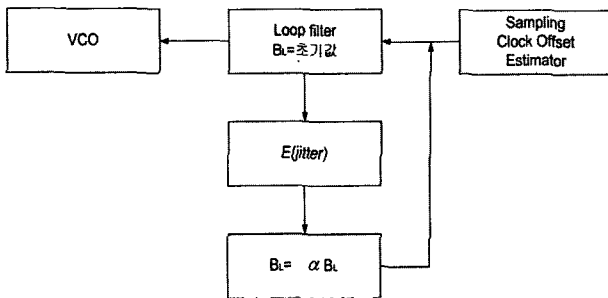 VCO
Loop filter
BL=초기값
Sampling
Clock Offset
Estimator
E(jitter)
BL= α BL